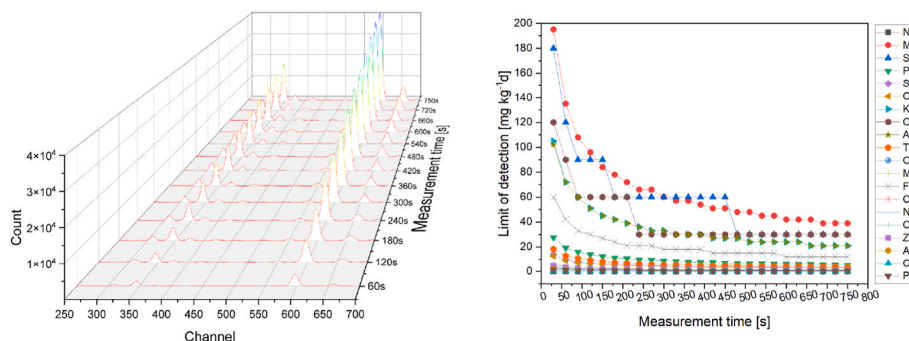 4×10⁴
3×10⁴
2×10⁴
1×10⁴
Count
250 300 350 400 450 500 550 600 650 700
Channel
60s
120s
180s
240s
360s
420s
480s
540s
600s
660s
720s
750s
Measurement time [s]
200
180
160
140
120
100
80
60
40
20
0
Limit of detection [mg kg⁻¹d]
0 50 100 150 200 250 300 350 400 450 500 550 600 650 700 750 800
Measurement time [s]
N
M
S
P
S
K
A
T
M
F
N
Z
A
P